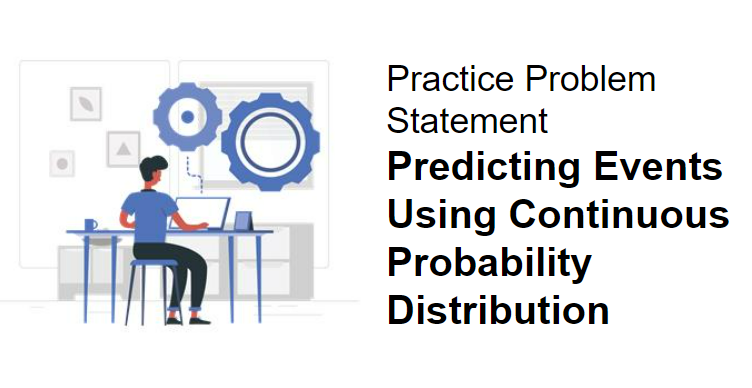 Practice Problem
Statement
Predicting Events
Using Continuous
Probability
Distribution